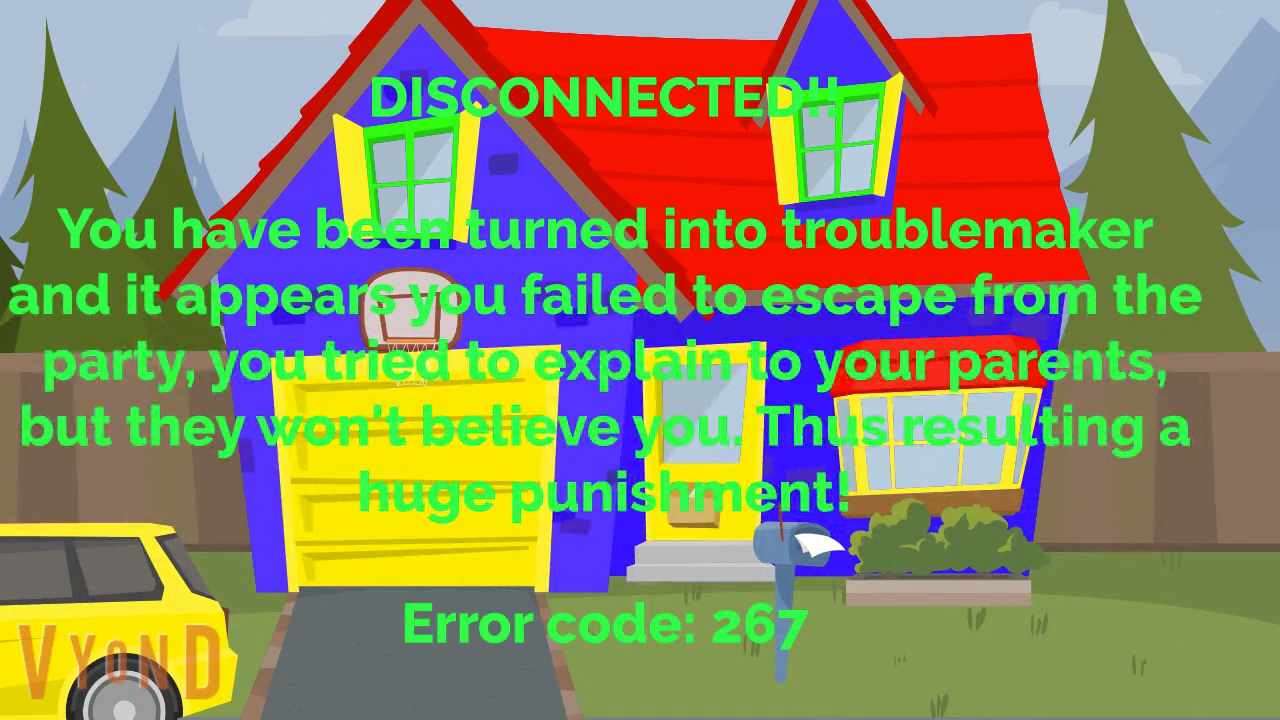 DISCONNECTED!!
You have been turned into troublemaker
and it appears you failed to escape from the
party, you tried to explain to your parents,
but they won't believe you. Thus resulting a
huge punishment!
Error code: 267
VYOND